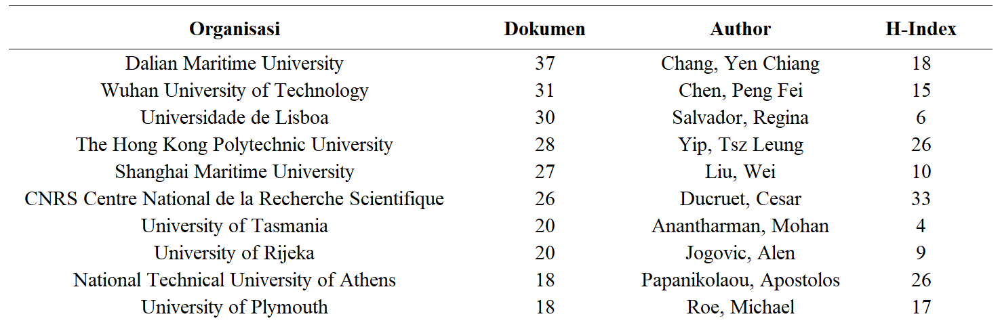 Organisasi Dokumen Author H-Index
Dalian Maritime University 37 Chang, Yen Chiang 18
Wuhan University of Technology 31 Chen, Peng Fei 15
Universidade de Lisboa 30 Salvador, Regina 6
The Hong Kong Polytechnic University 28 Yip, Tsz Leung 26
Shanghai Maritime University 27 Liu, Wei 10
CNRS Centre National de la Recherche Scientifique 26 Ducruet, Cesar 33
University of Tasmania 20 Anantharman, Mohan 4
University of Rijeka 20 Jogovic, Alen 9
National Technical University of Athens 18 Papanikolaou, Apostolos 26
University of Plymouth 18 Roe, Michael 17